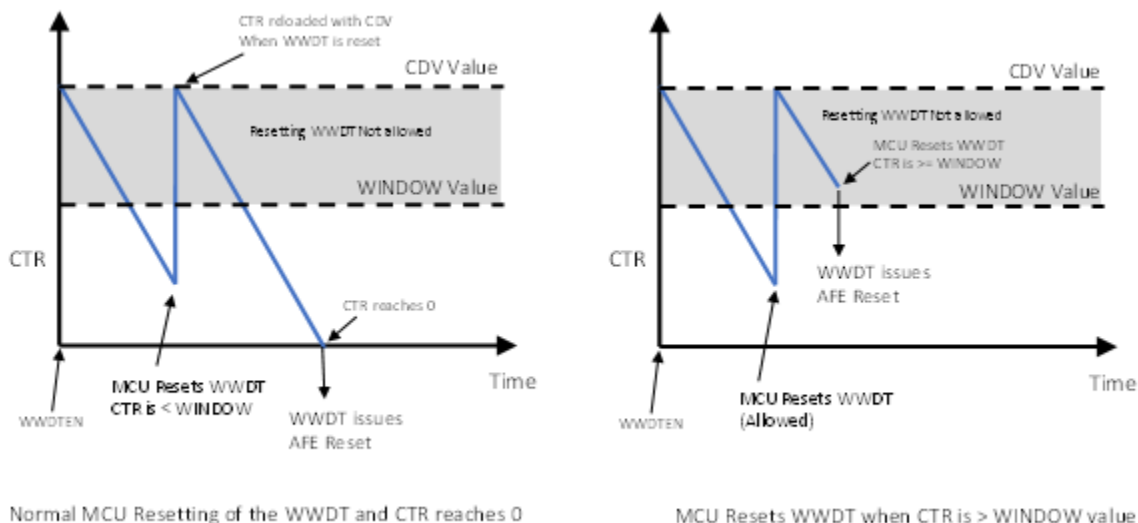 CTR reloaded with CDV
When WWDT is reset
CDV Value
Resetting WWDT Not allowed
WINDOW Value
CTR
CTR reaches 0
Time
MCU Resets WWDT
CTR is < WINDOW
WWDTEN
WWDT issues
AFE Reset
Normal MCU Resetting of the WWDT and CTR reaches 0
CDV Value
Resetting WWDT Not allowed
MCU Resets WWDT
CTR is >= WINDOW
WINDOW Value
CTR
WWDT issues
AFE Reset
Time
MCU Resets WWDT
(Allowed)
WWDTEN
MCU Resets WWDT when CTR is > WINDOW value